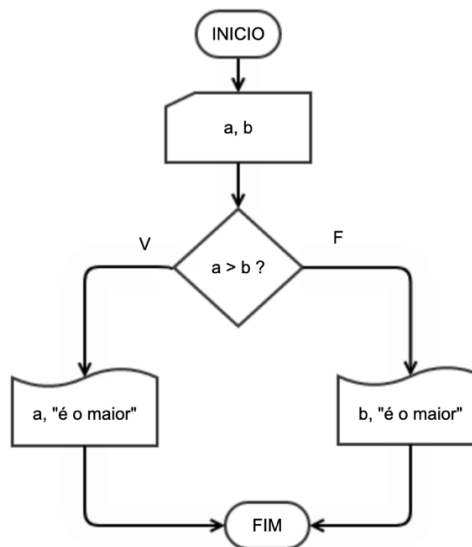 INICIO
a, b
V
F
a > b ?
a, "é o maior"
b, "é o maior"
FIM